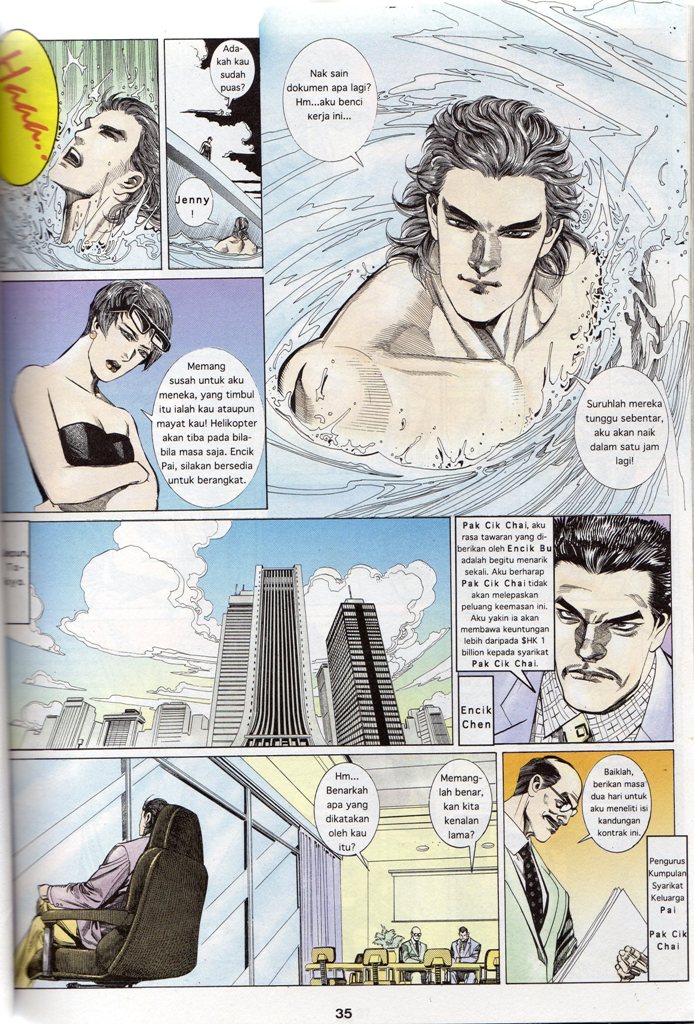 Haaa..
Ada-
kah kau
sudah
puas?
Jenny
!
Nak sain
dokumen apa lagi?
Hm...aku benci
kerja ini...
Suruhlah mereka
tunggu sebentar,
aku akan naik
dalam satu jam
lagi!
Memang
susah untuk aku
meneka, yang timbul
itu ialah kau ataupun
mayat kau! Helikopter
akan tiba pada bila-
bila masa saja. Encik
Pai, silakan bersedia
untuk berangkat.
Pak Cik Chai, aku
rasa tawaran yang di-
berikan oleh Encik Bu
adalah begitu menarik
sekali. Aku berharap
Pak Cik Chai tidak
akan melepaskan
peluang keemasan ini.
Aku yakin ia akan
membawa keuntungan
lebih daripada $HK 1
billion kepada syarikat
Pak Cik Chai.
Encik
Chen
Hm...
Benarkah
apa yang
dikatakan
oleh kau
itu?
Memang-
lah benar,
kan kita
kenalan
lama?
Baiklah,
berikan masa
dua hari untuk
aku meneliti isi
kandungan
kontrak ini.
Pengurus
Kumpulan
Syarikat
Keluarga
Pai
Pak Cik
Chai
35